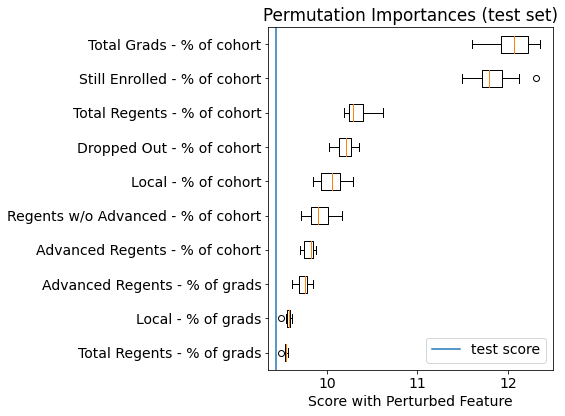 Permutation Importances (test set)
Total Grads - % of cohort
Still Enrolled - % of cohort
Total Regents - % of cohort
Dropped Out - % of cohort
Local - % of cohort
Regents w/o Advanced - % of cohort
Advanced Regents - % of cohort
Advanced Regents - % of grads
Local - % of grads
Total Regents - % of grads
test score
10 11 12
Score with Perturbed Feature